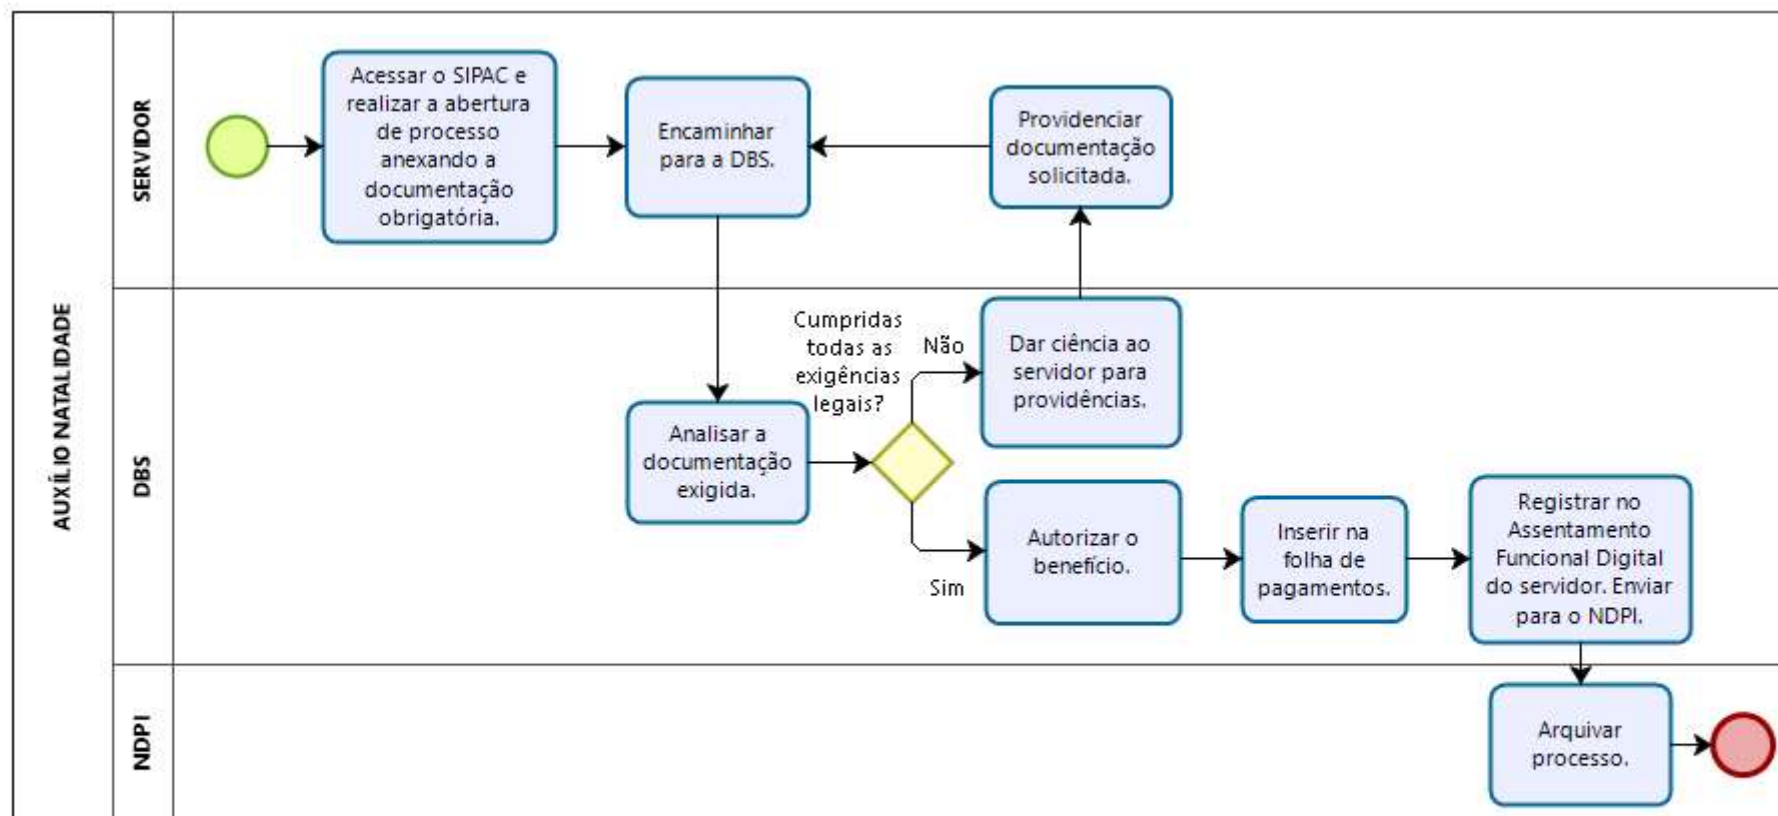 AUXÍLIO NATALIDADE
SERVIDOR
Acessar o SIPAC e
realizar a abertura
de processo
anexando a
documentação
obrigatória.
Encaminhar
para a DBS.
Providenciar
documentação
solicitada.
DBS
Analisar a
documentação
exigida.
Cumpridas
todas as
exigências
legais?
Não
Dar ciência ao
servidor para
providências.
Sim
Autorizar o
benefício.
Inserir na
folha de
pagamentos.
Registrar no
Assentamento
Funcional Digital
do servidor. Enviar
para o NDPI.
NDPI
Arquivar
processo.